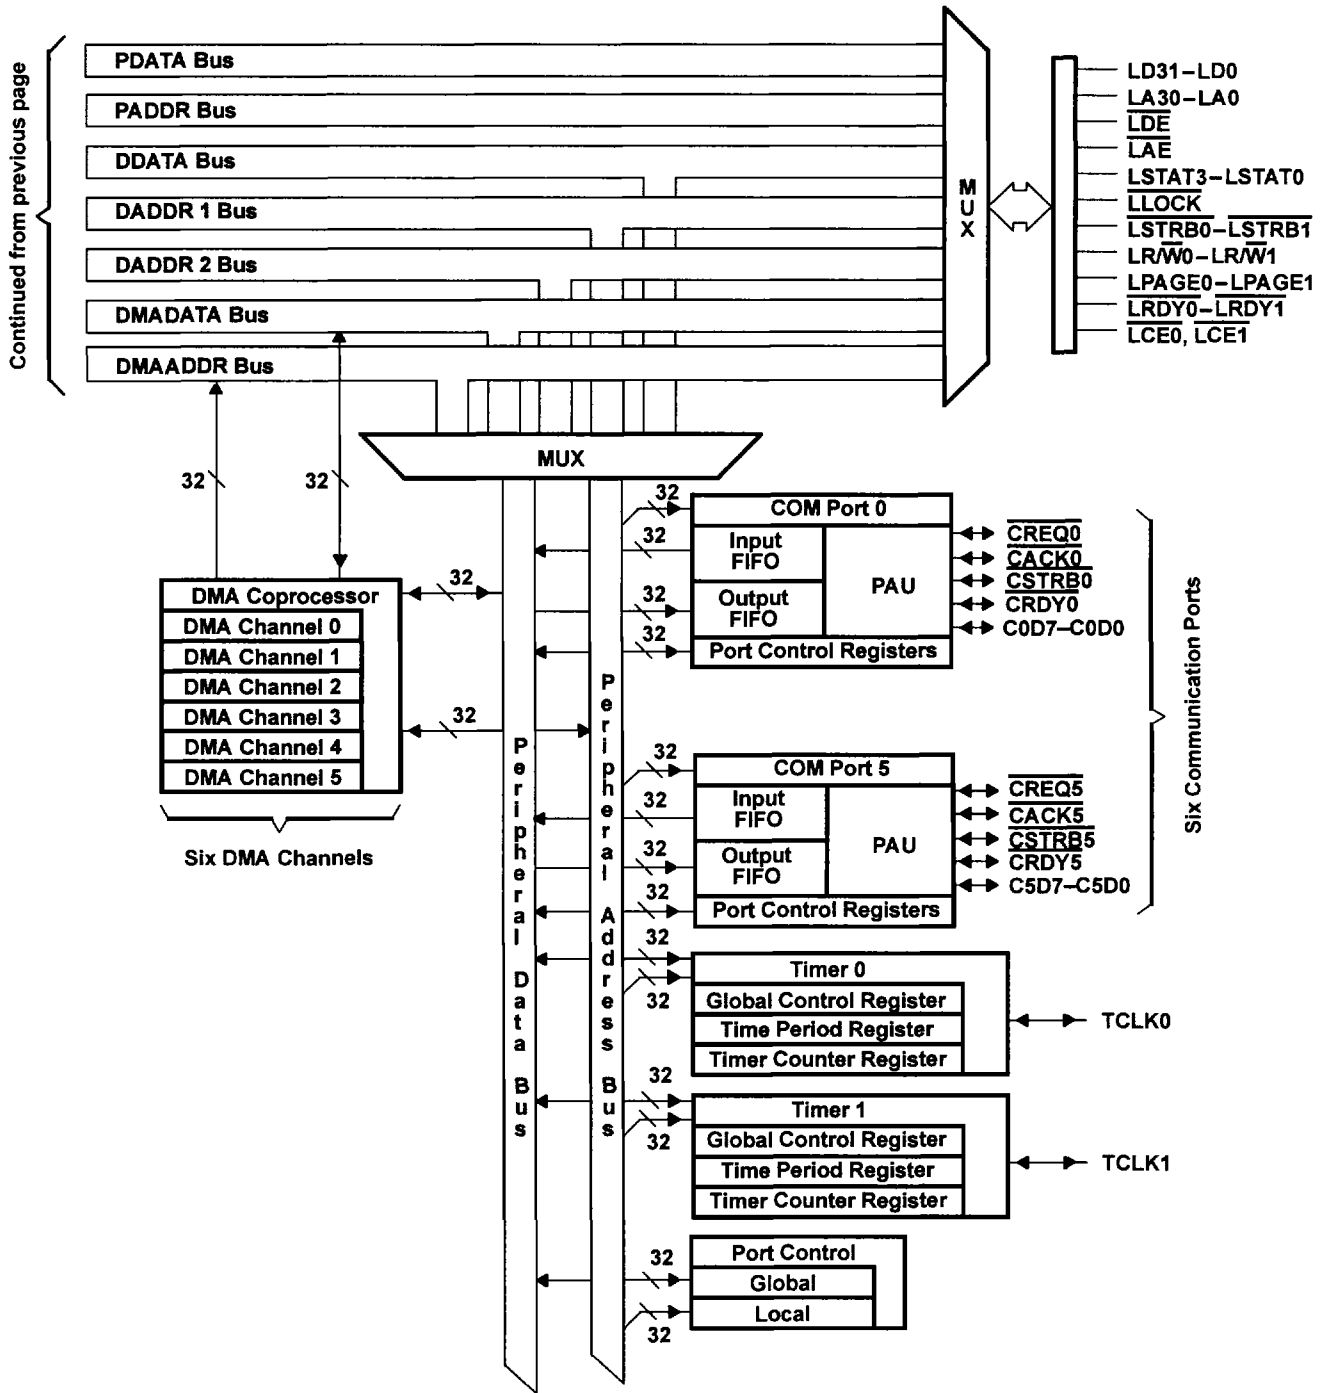 Continued from previous page
PDATA Bus
PADDR Bus
DDATA Bus
DADDR 1 Bus
DADDR 2 Bus
DMADATA Bus
DMAADDR Bus
MUX
LD31–LD0
LA30–LA0
LDE
LAE
LSTAT3–LSTAT0
LLOCK
LSTRB0–LSTRB1
LR/W0–LR/W1
LPAGE0–LPAGE1
LRDY0–LRDY1
LCE0, LCE1
MUX
32
32
32
32
DMA Coprocessor
DMA Channel 0
DMA Channel 1
DMA Channel 2
DMA Channel 3
DMA Channel 4
DMA Channel 5
Six DMA Channels
Peripheral Data Bus
Peripheral Address Bus
32
32
32
32
COM Port 0
Input FIFO
Output FIFO
PAU
Port Control Registers
CREQ0
CACK0
CSTRB0
CRDY0
C0D7–C0D0
32
32
32
32
COM Port 5
Input FIFO
Output FIFO
PAU
Port Control Registers
CREQ5
CACK5
CSTRB5
CRDY5
C5D7–C5D0
Six Communication Ports
32
32
Timer 0
Global Control Register
Time Period Register
Timer Counter Register
TCLK0
32
32
Timer 1
Global Control Register
Time Period Register
Timer Counter Register
TCLK1
32
32
Port Control
Global
Local